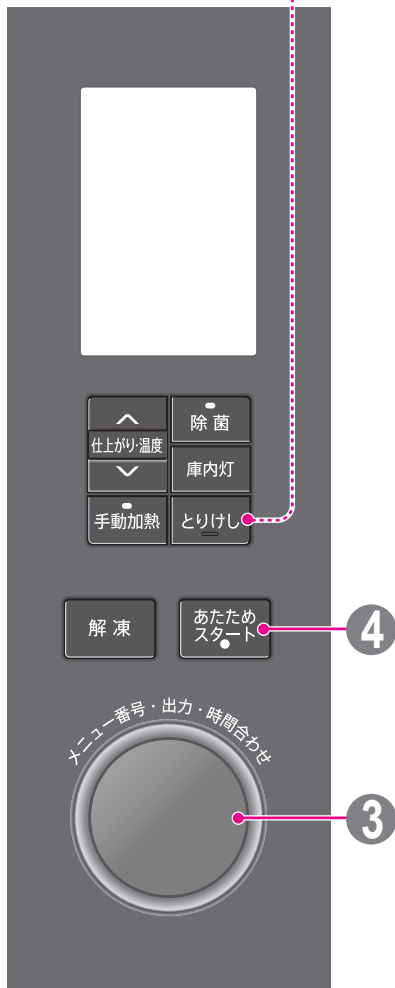 除菌
仕上がり・温度
庫内灯
手動加熱
とりけし
解凍
あたため
スタート
4
メニュー番号・出力・時間合わせ
3